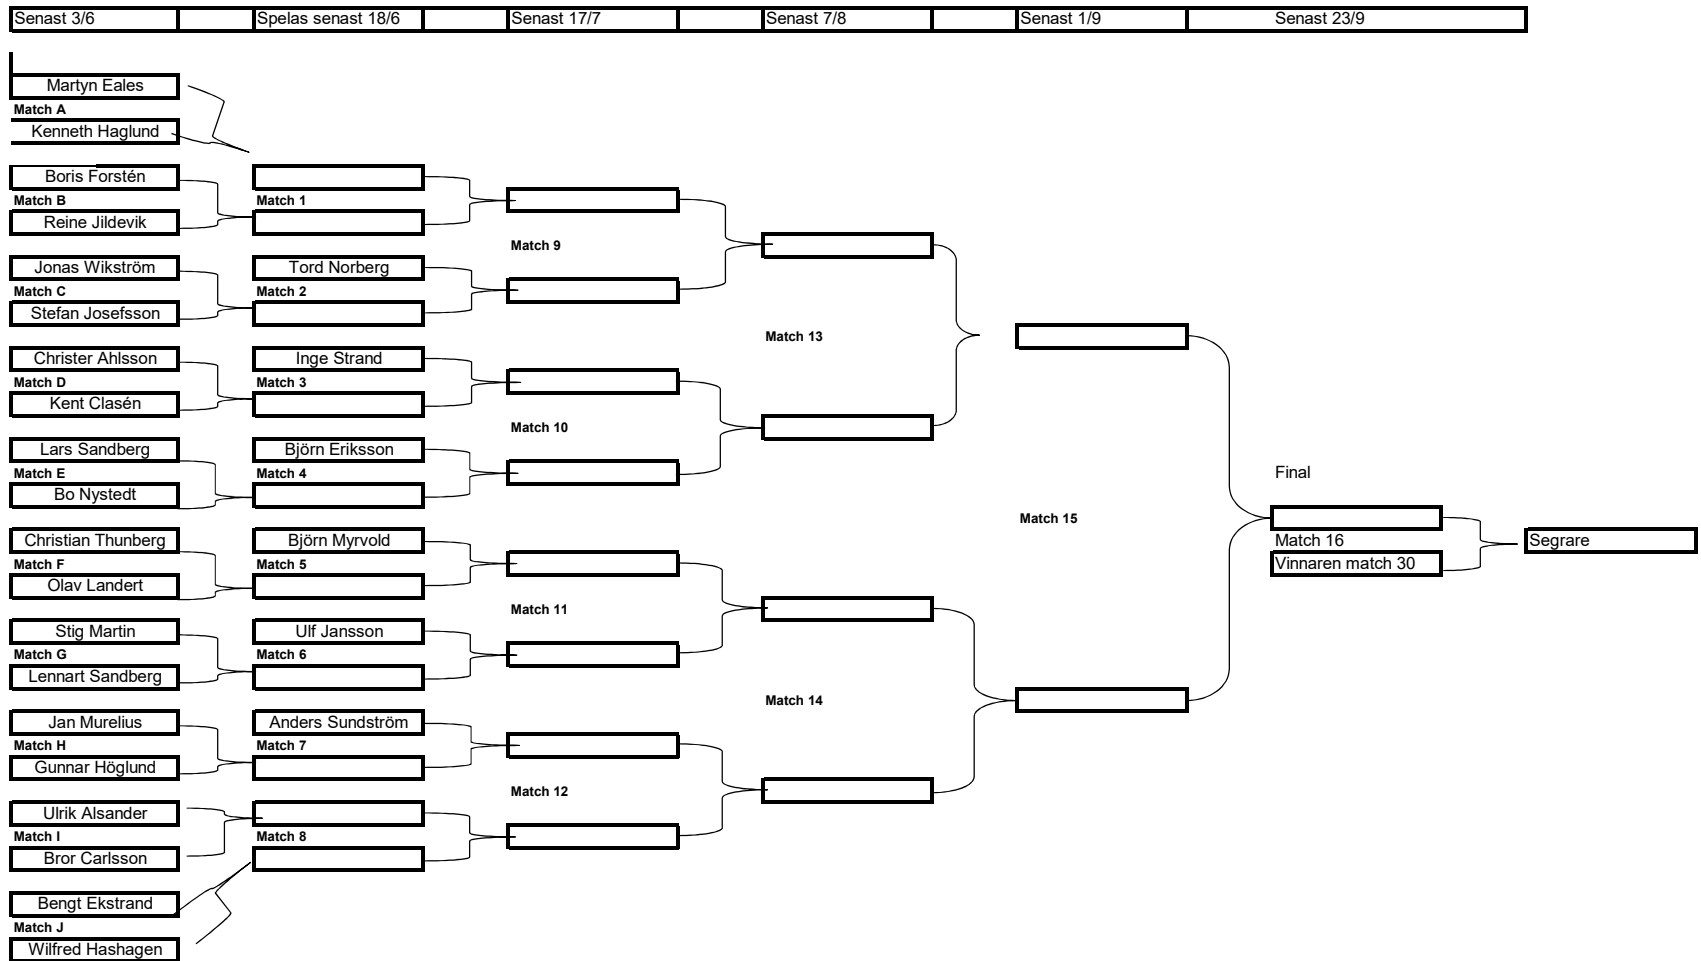 Senast 3/6
Spelas senast 18/6
Senast 17/7
Senast 7/8
Senast 1/9
Senast 23/9
Martyn Eales
Match A
Kenneth Haglund
Boris Forstén
Match B
Match 1
Reine Jildevik
Match 9
Jonas Wikström
Tord Norberg
Match C
Match 2
Stefan Josefsson
Match 13
Christer Ahlsson
Inge Strand
Match D
Match 3
Kent Clasén
Match 10
Lars Sandberg
Björn Eriksson
Match E
Match 4
Final
Bo Nystedt
Match 15
Christian Thunberg
Björn Myrvold
Match 16
Segrare
Match F
Match 5
Vinnaren match 30
Olav Landert
Match 11
Stig Martin
Ulf Jansson
Match G
Match 6
Lennart Sandberg
Match 14
Jan Murelius
Anders Sundström
Match H
Match 7
Gunnar Höglund
Match 12
Ulrik Alsander
Match I
Match 8
Bror Carlsson
Bengt Ekstrand
Match J
Wilfred Hashagen